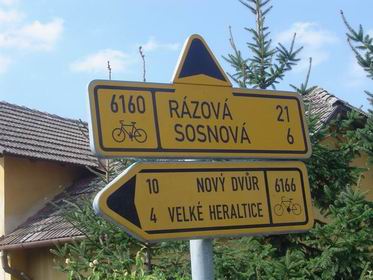 6160 RÁZOVÁ 21
SOSNOVÁ 6
10 NOVÝ DVŮR 6166
4 VELKÉ HERALTICE